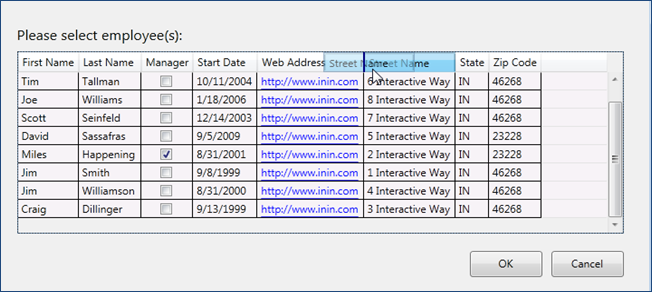 Please select employee(s):
First Name Last Name Manager Start Date Web Address Street Name Street Name State Zip Code
Tim Tallman 10/11/2004 http://www.inin.com 6 Interactive Way IN 46268
Joe Williams 1/18/2006 http://www.inin.com 8 Interactive Way IN 46268
Scott Seinfeld 12/14/2003 http://www.inin.com 7 Interactive Way IN 46268
David Sassafras 9/5/2009 http://www.inin.com 5 Interactive Way IN 23228
Miles Happening 8/31/2001 http://www.inin.com 2 Interactive Way IN 23228
Jim Smith 9/8/1999 http://www.inin.com 1 Interactive Way IN 46268
Jim Williamson 8/31/2000 http://www.inin.com 4 Interactive Way IN 46268
Craig Dillinger 9/13/1999 http://www.inin.com 3 Interactive Way IN 46268
OK Cancel